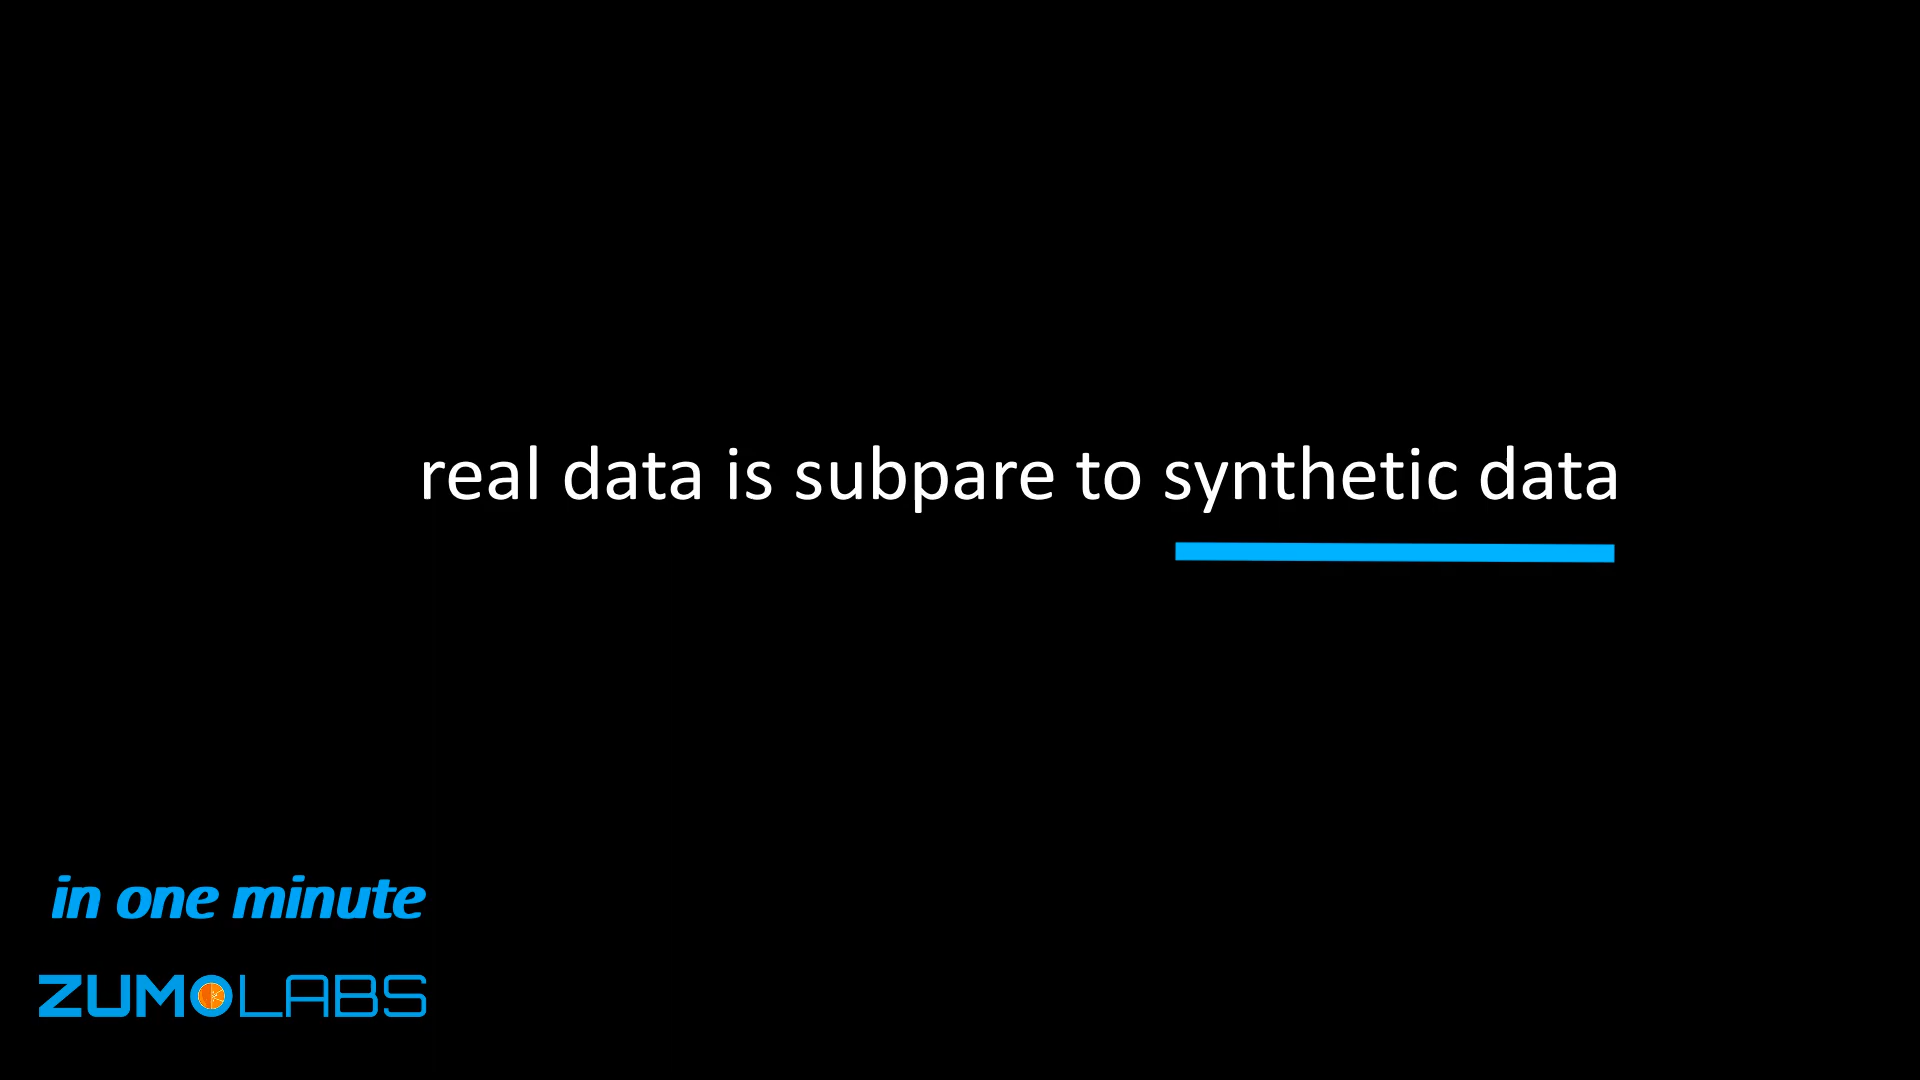 real data is subpare to synthetic data
in one minute
ZUMOLABS